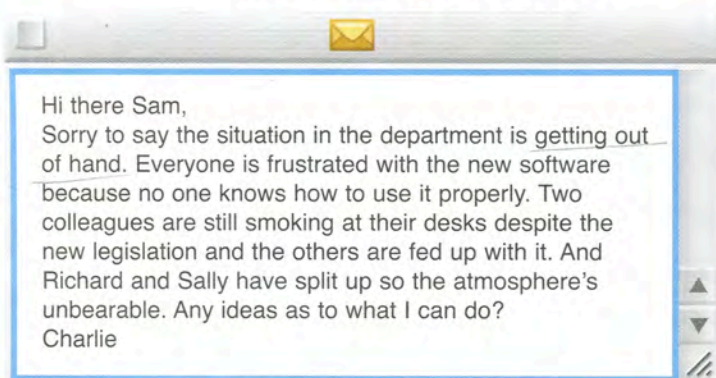 Hi there Sam,
Sorry to say the situation in the department is getting out
of hand. Everyone is frustrated with the new software
because no one knows how to use it properly. Two
colleagues are still smoking at their desks despite the
new legislation and the others are fed up with it. And
Richard and Sally have split up so the atmosphere's
unbearable. Any ideas as to what I can do?
Charlie